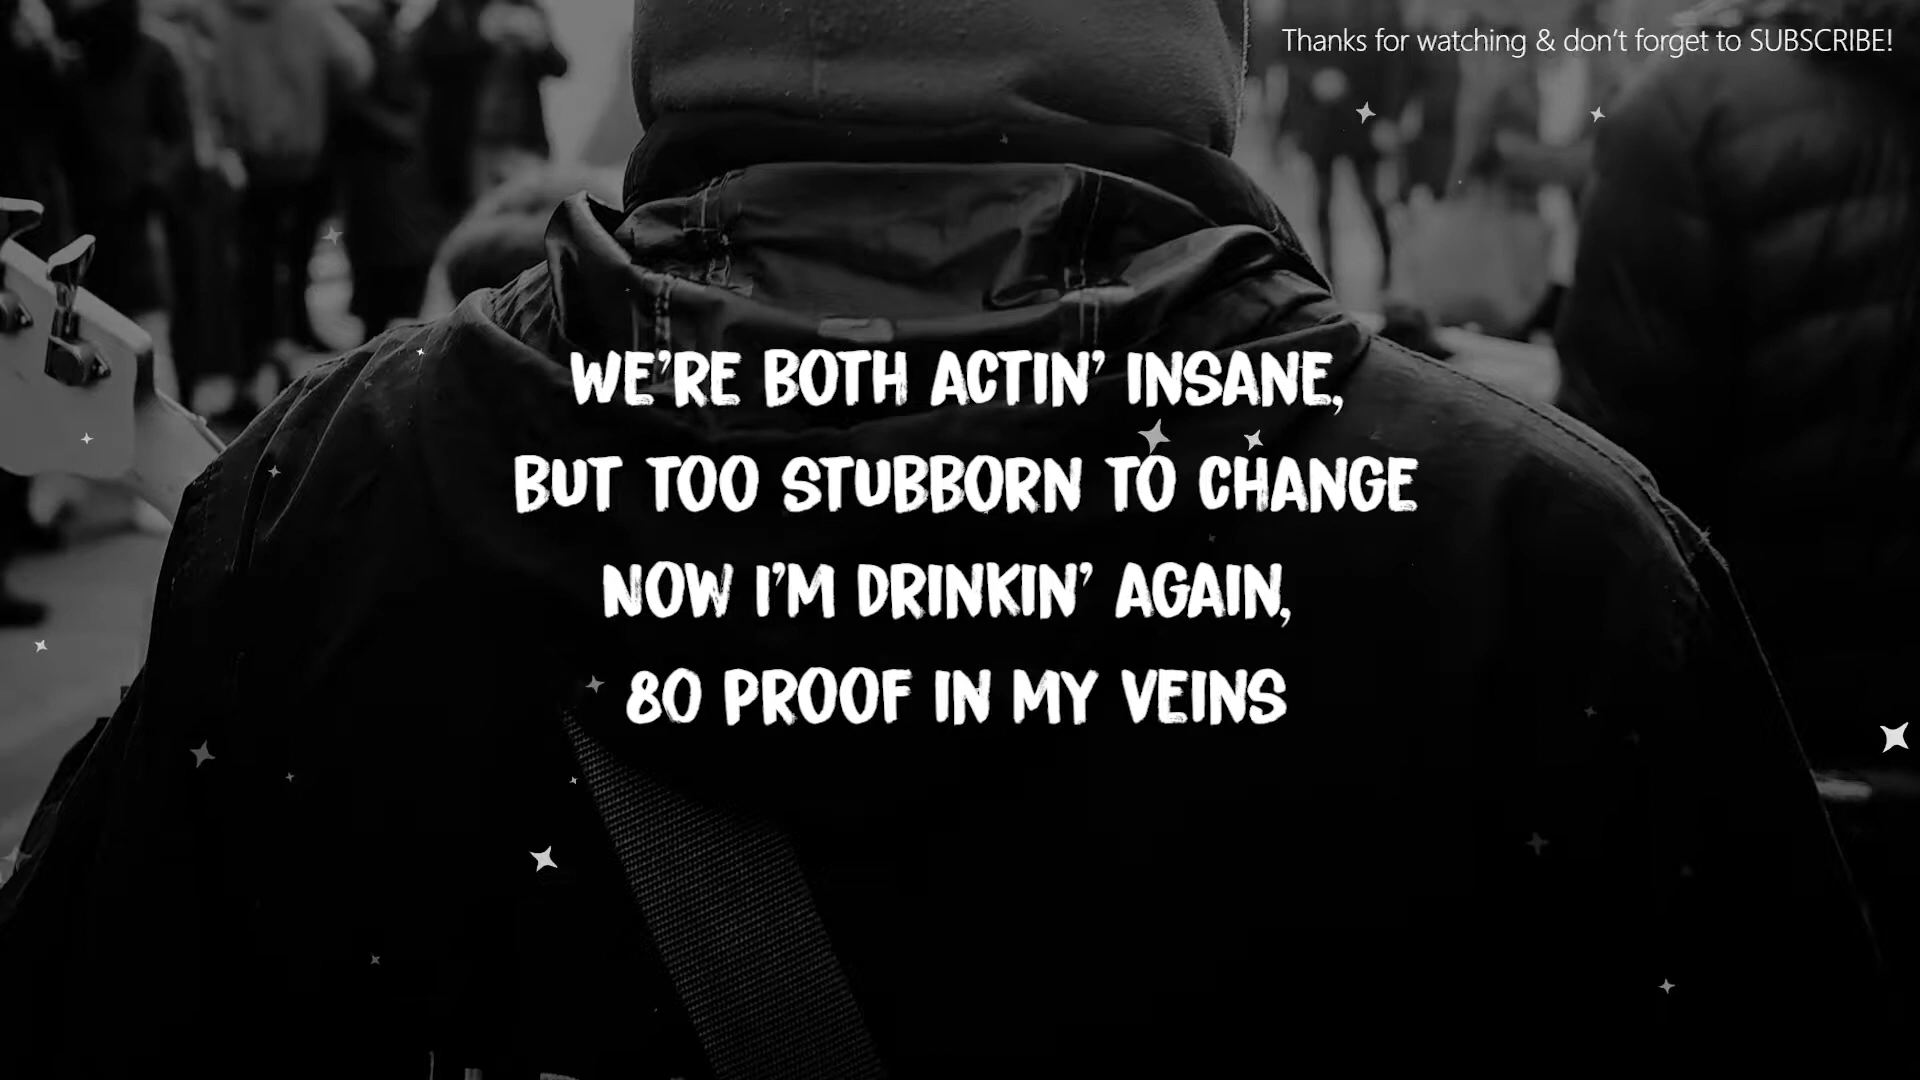 Thanks for watching & don't forget to SUBSCRIBE!
WE'RE BOTH ACTIN' INSANE,
BUT TOO STUBBORN TO CHANGE
NOW I'M DRINKIN' AGAIN,
80 PROOF IN MY VEINS